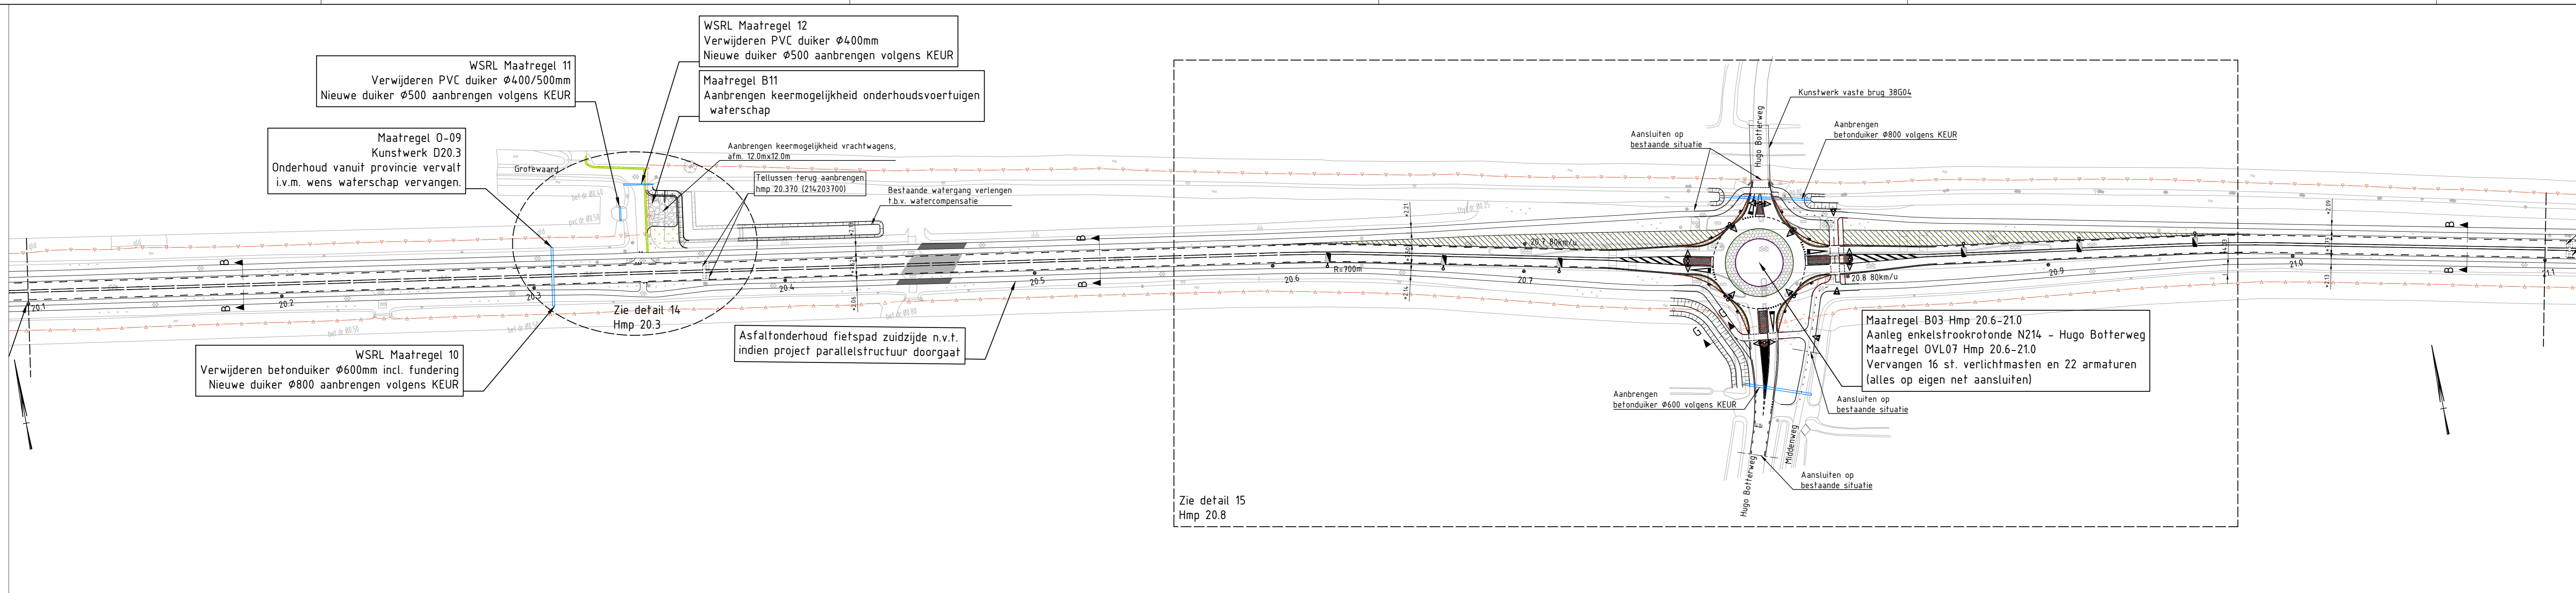 WSRL Maatregel 12
Verwijderen PVC duiker Ø400mm
Nieuwe duiker Ø500 aanbrengen volgens KEUR
WSRL Maatregel 11
Verwijderen PVC duiker Ø400/500mm
Nieuwe duiker Ø500 aanbrengen volgens KEUR
Maatregel B11
Aanbrengen keermogelijkheid onderhoudsvoertuigen
waterschap
Maatregel O-09
Kunstwerk D20.3
Onderhoud vanuit provincie vervalt
i.v.m. wens waterschap vervangen.
Aanbrengen keermogelijkheid vrachtwagens,
afm. 12.0mx12.0m
Grotewaard
Tellussen terug aanbrengen
hmp 20.370 (214203700)
Bestaande watergang verlengen
t.b.v. watercompensatie
Zie detail 14
Hmp 20.3
WSRL Maatregel 10
Verwijderen betonduiker Ø600mm incl. fundering
Nieuwe duiker Ø800 aanbrengen volgens KEUR
Asfaltonderhoud fietspad zuidzijde n.v.t.
indien project parallelstructuur doorgaat
B
B
B
B
20.1
20.2
20.3
20.4
20.5
20.6
20.7
R=700m
20.7 80km/u
Kunstwerk vaste brug 38G04
Hugo Botterweg
Aansluiten op
bestaande situatie
Aanbrengen
betonduiker Ø800 volgens KEUR
20.8 80km/u
20.9
21.0
21.1
B
B
Maatregel B03 Hmp 20.6-21.0
Aanleg enkelstrookrotonde N214 - Hugo Botterweg
Maatregel OVL07 Hmp 20.6-21.0
Vervangen 16 st. verlichtmasten en 22 armaturen
(alles op eigen net aansluiten)
G
G
Aanbrengen
betonduiker Ø600 volgens KEUR
Aansluiten op
bestaande situatie
Middenweg
Hugo Botterweg
Aansluiten op
bestaande situatie
Zie detail 15
Hmp 20.8